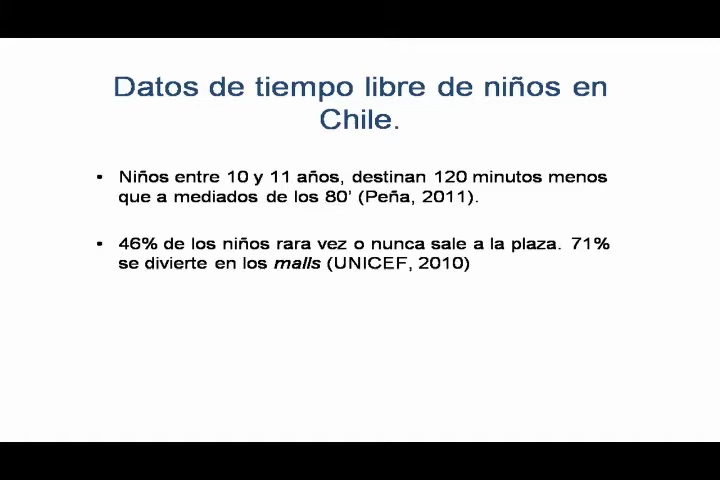 Datos de tiempo libre de niños en
Chile.
• Niños entre 10 y 11 años, destinan 120 minutos menos
que a mediados de los 80' (Peña, 2011).
• 46% de los niños rara vez o nunca sale a la plaza. 71%
se divierte en los malls (UNICEF, 2010)